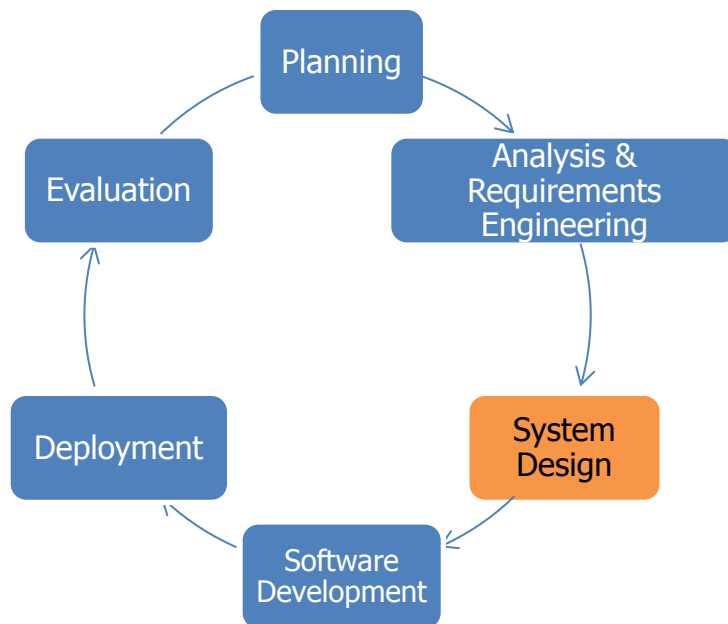 Planning
Analysis &
Requirements
Engineering
System
Design
Software
Development
Deployment
Evaluation